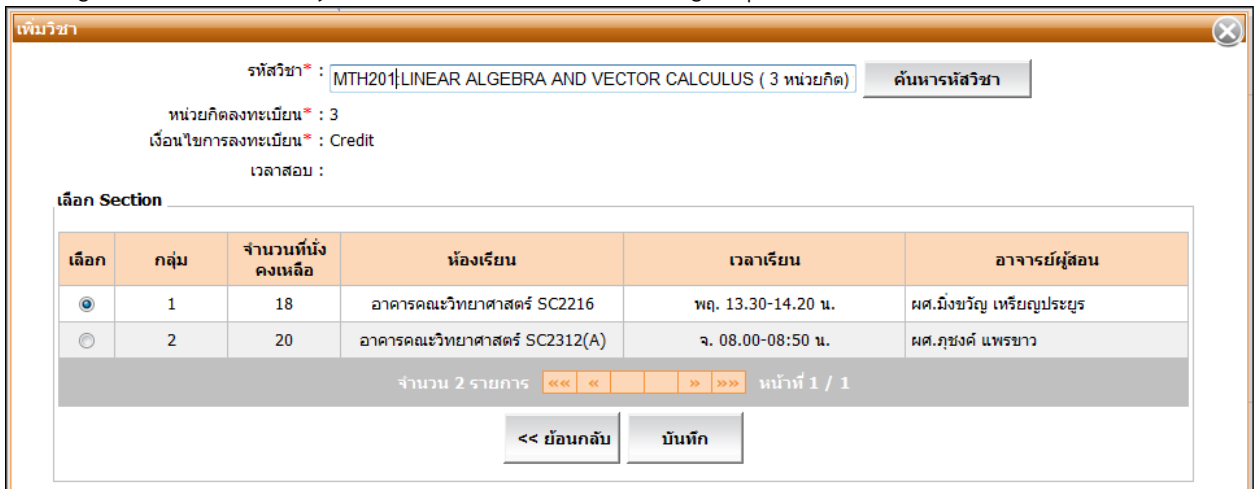 เพิ่มวิชา
รหัสวิชา* : MTH201:LINEAR ALGEBRA AND VECTOR CALCULUS ( 3 หน่วยกิต) ค้นหารหัสวิชา
หน่วยกิตลงทะเบียน* : 3
เงื่อนไขการลงทะเบียน* : Credit
เวลาสอบ :
เลือก Section
เลือก กลุ่ม จำนวนที่นั่งคงเหลือ ห้องเรียน เวลาเรียน อาจารย์ผู้สอน
1 18 อาคารคณะวิทยาศาสตร์ SC2216 พฤ. 13.30-14.20 น. ผศ.มิ่งขวัญ เหรียญประยูร
2 20 อาคารคณะวิทยาศาสตร์ SC2312(A) จ. 08.00-08:50 น. ผศ.ภุชงค์ แพรขาว
จำนวน 2 รายการ «« « » »» หน้าที่ 1 / 1
<< ย้อนกลับ บันทึก